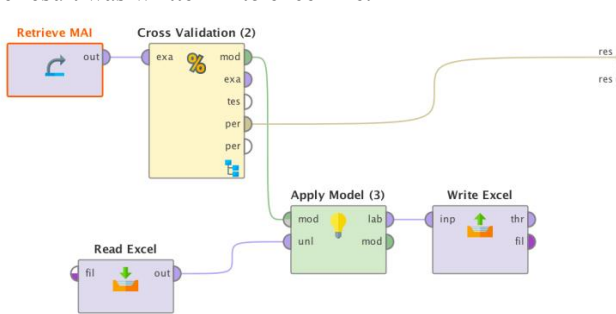 Retrieve MAI
out
Cross Validation (2)
exa
mod
exa
tes
per
per
%
res
res
Apply Model (3)
mod
lab
unl
mod
Write Excel
inp
thr
fil
Read Excel
fil
out